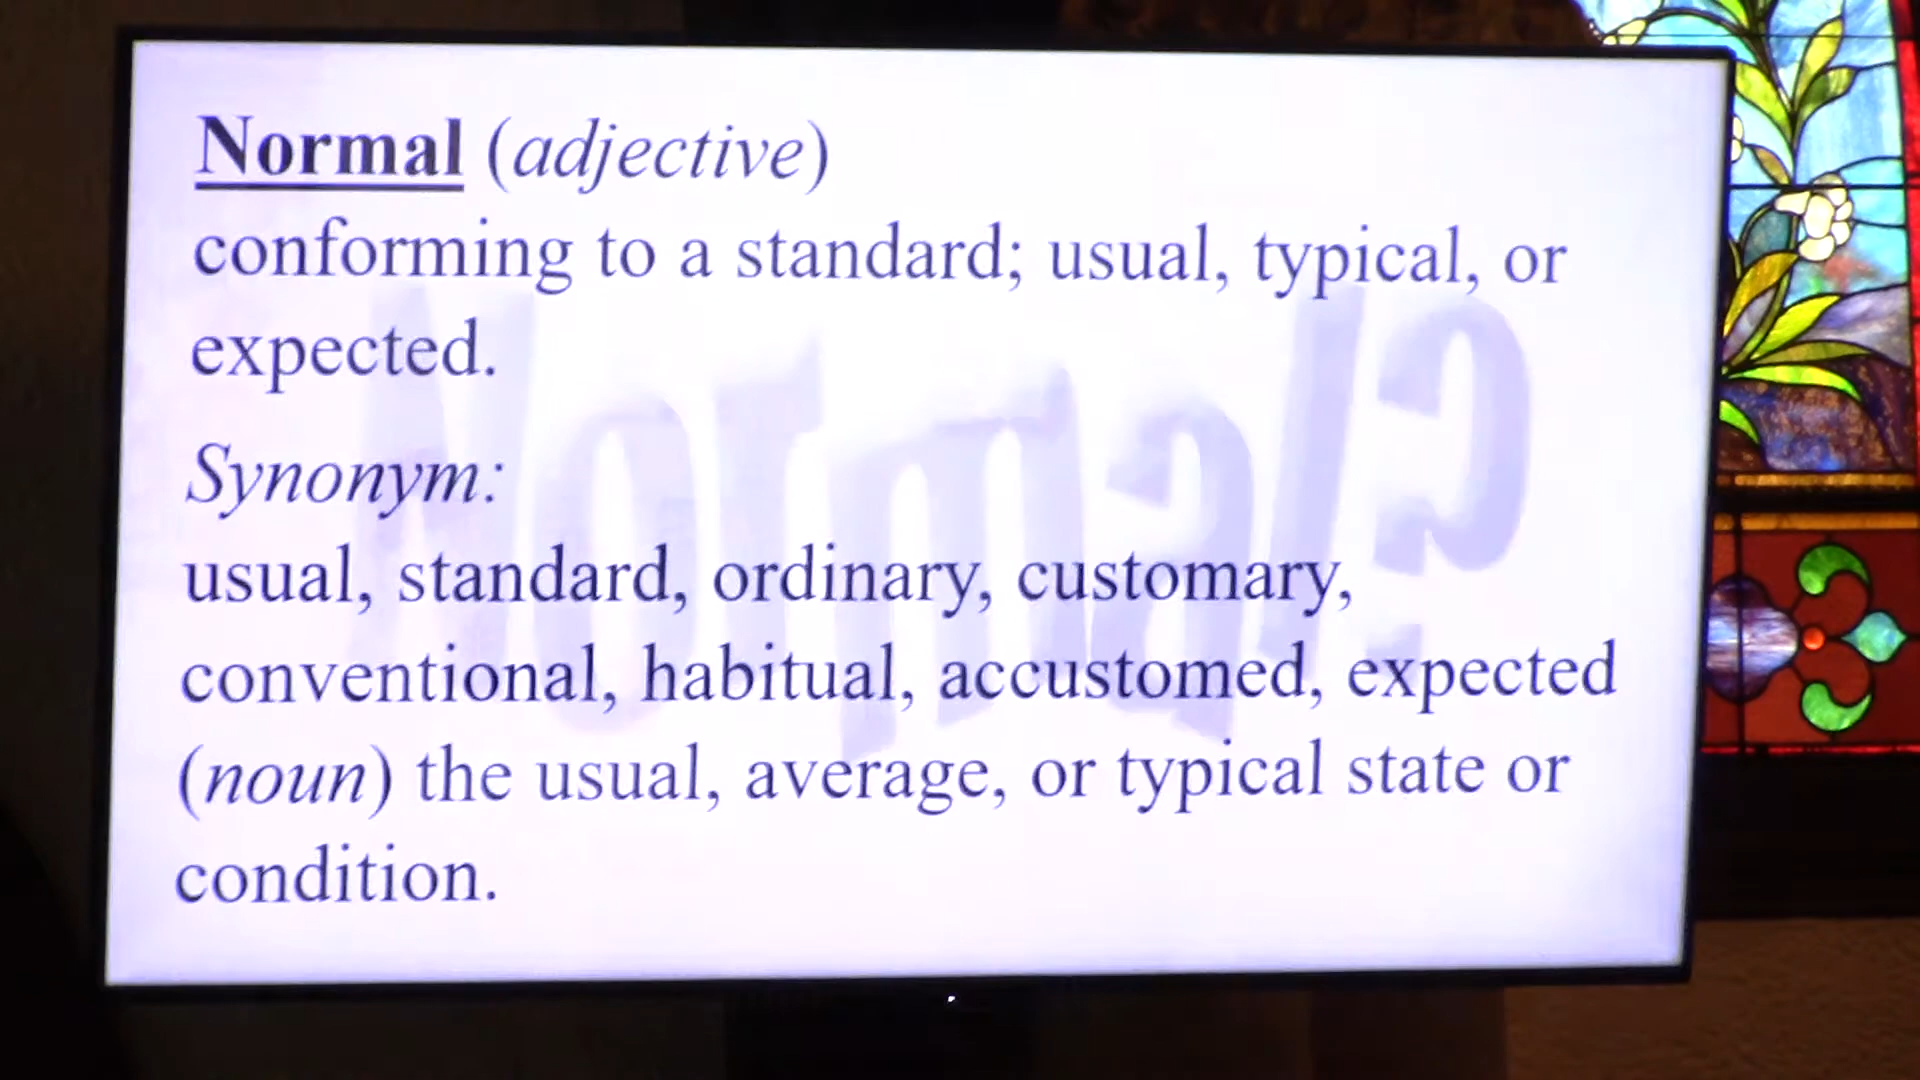 Normal (adjective)
conforming to a standard; usual, typical, or
expected.
Normal?
Synonym:
usual, standard, ordinary, customary,
conventional, habitual, accustomed, expected
(noun) the usual, average, or typical state or
condition.